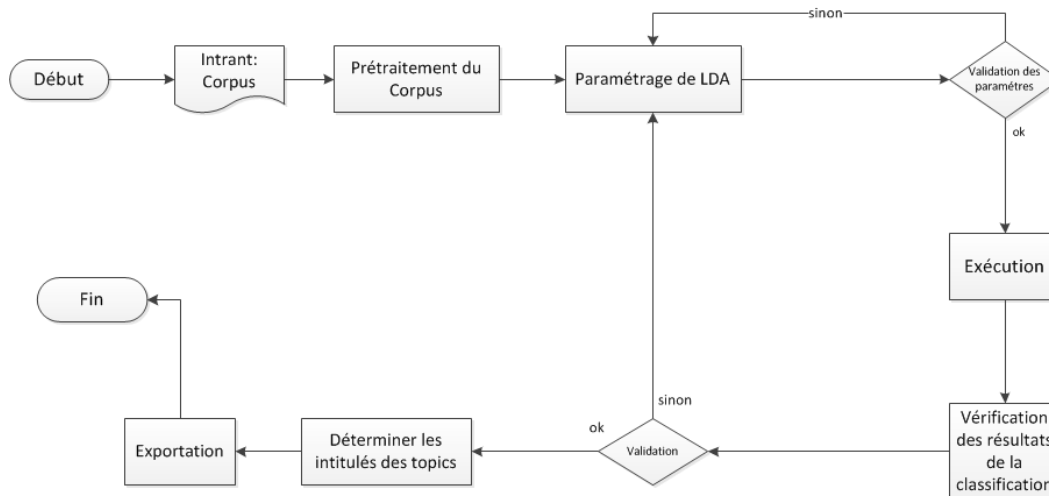 sinon
Début
Intrant:
Corpus
Prétraitement du
Corpus
Paramétrage de LDA
Validation des
paramétres
ok
Exécution
Fin
sinon
ok
Vérification
des résultats
de la
classification
Validation
Déterminer les
intitulés des topics
Exportation